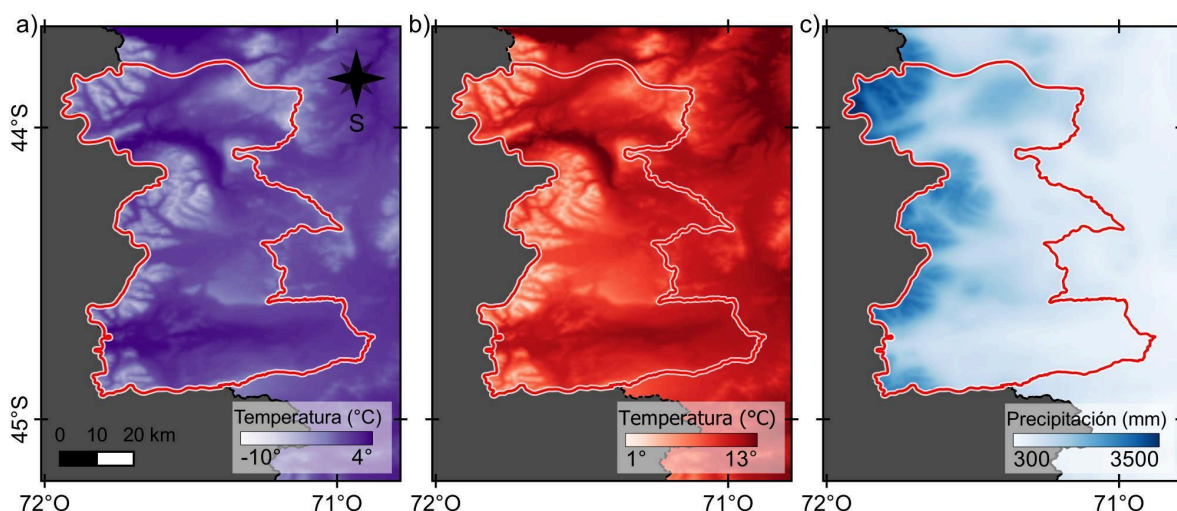 a)
b)
c)
S
44°S
45°S
0 10 20 km
Temperatura (°C)
-10° 4°
Temperatura (°C)
1° 13°
Precipitación (mm)
300 3500
72°O 71°O
72°O 71°O
72°O 71°O